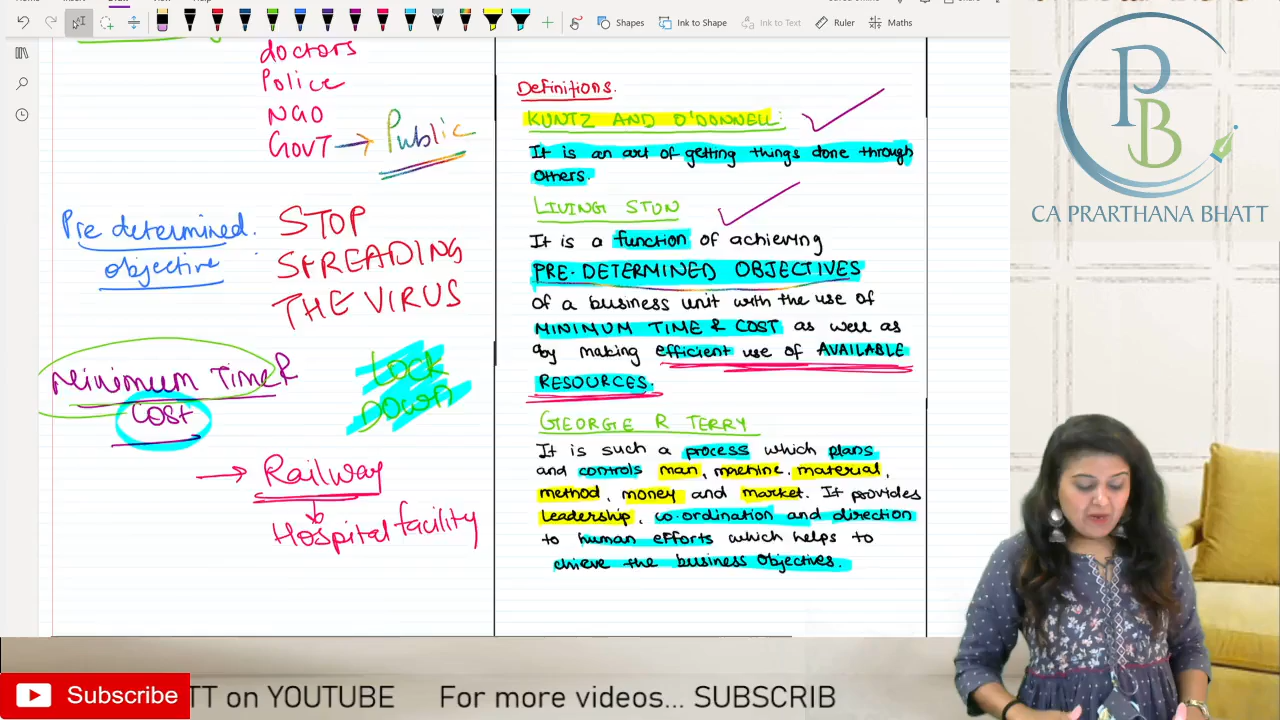 Shapes
Ink to Shape
Ink to Text
Ruler
Maths
doctors
Police
NGO
GOVT → Public
Pre determined
objective
STOP
SPREADING
THE VIRUS
Minimum Time &
Cost
Lock
Down
→ Railway
Hospital facility
Definitions.
KUNTZ AND O'DONNELL:
It is an art of getting things done through
others.
LIVING STON
It is a function of achieving
PRE-DETERMINED OBJECTIVES
of a business unit with the use of
MINIMUM TIME & COST as well as
by making efficient use of AVAILABLE
RESOURCES.
GEORGE R TERRY
It is such a process which plans
and controls man, machine, material,
method, money and market. It provides
leadership, co-ordination and direction
to human efforts which helps to
chieve the business objectives.
PB
CA PRARTHANA BHATT
Subscribe
TT on YOUTUBE For more videos... SUBSCRIB